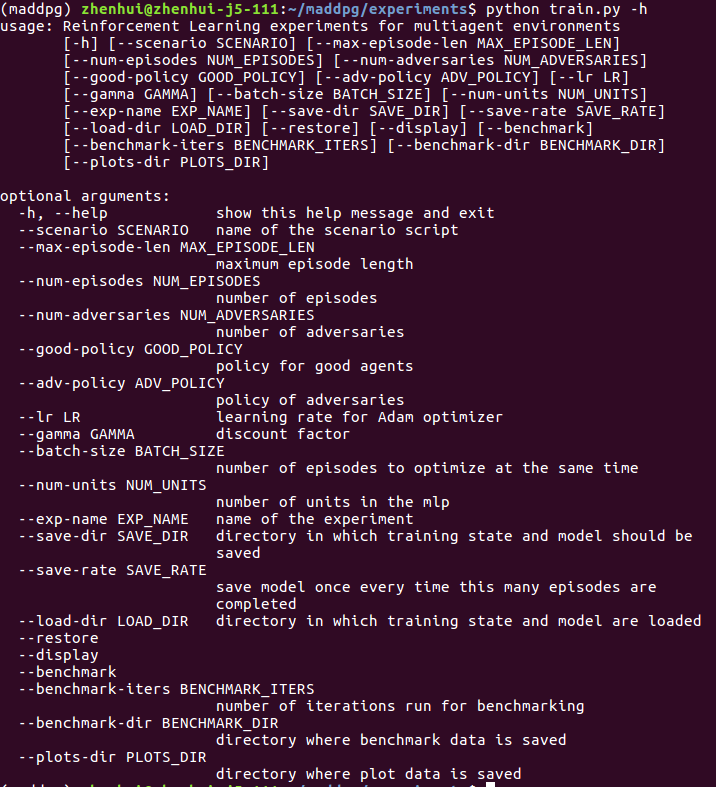 (maddpg) zhenhui@zhenhui-j5-111:~/maddpg/experiments$ python train.py -h
usage: Reinforcement Learning experiments for multiagent environments
       [-h] [--scenario SCENARIO] [--max-episode-len MAX_EPISODE_LEN]
       [--num-episodes NUM_EPISODES] [--num-adversaries NUM_ADVERSARIES]
       [--good-policy GOOD_POLICY] [--adv-policy ADV_POLICY] [--lr LR]
       [--gamma GAMMA] [--batch-size BATCH_SIZE] [--num-units NUM_UNITS]
       [--exp-name EXP_NAME] [--save-dir SAVE_DIR] [--save-rate SAVE_RATE]
       [--load-dir LOAD_DIR] [--restore] [--display] [--benchmark]
       [--benchmark-iters BENCHMARK_ITERS] [--benchmark-dir BENCHMARK_DIR]
       [--plots-dir PLOTS_DIR]

optional arguments:
  -h, --help            show this help message and exit
  --scenario SCENARIO   name of the scenario script
  --max-episode-len MAX_EPISODE_LEN
                        maximum episode length
  --num-episodes NUM_EPISODES
                        number of episodes
  --num-adversaries NUM_ADVERSARIES
                        number of adversaries
  --good-policy GOOD_POLICY
                        policy for good agents
  --adv-policy ADV_POLICY
                        policy of adversaries
  --lr LR               learning rate for Adam optimizer
  --gamma GAMMA         discount factor
  --batch-size BATCH_SIZE
                        number of episodes to optimize at the same time
  --num-units NUM_UNITS
                        number of units in the mlp
  --exp-name EXP_NAME   name of the experiment
  --save-dir SAVE_DIR   directory in which training state and model should be
                        saved
  --save-rate SAVE_RATE
                        save model once every time this many episodes are
                        completed
  --load-dir LOAD_DIR   directory in which training state and model are loaded
  --restore
  --display
  --benchmark
  --benchmark-iters BENCHMARK_ITERS
                        number of iterations run for benchmarking
  --benchmark-dir BENCHMARK_DIR
                        directory where benchmark data is saved
  --plots-dir PLOTS_DIR
                        directory where plot data is saved